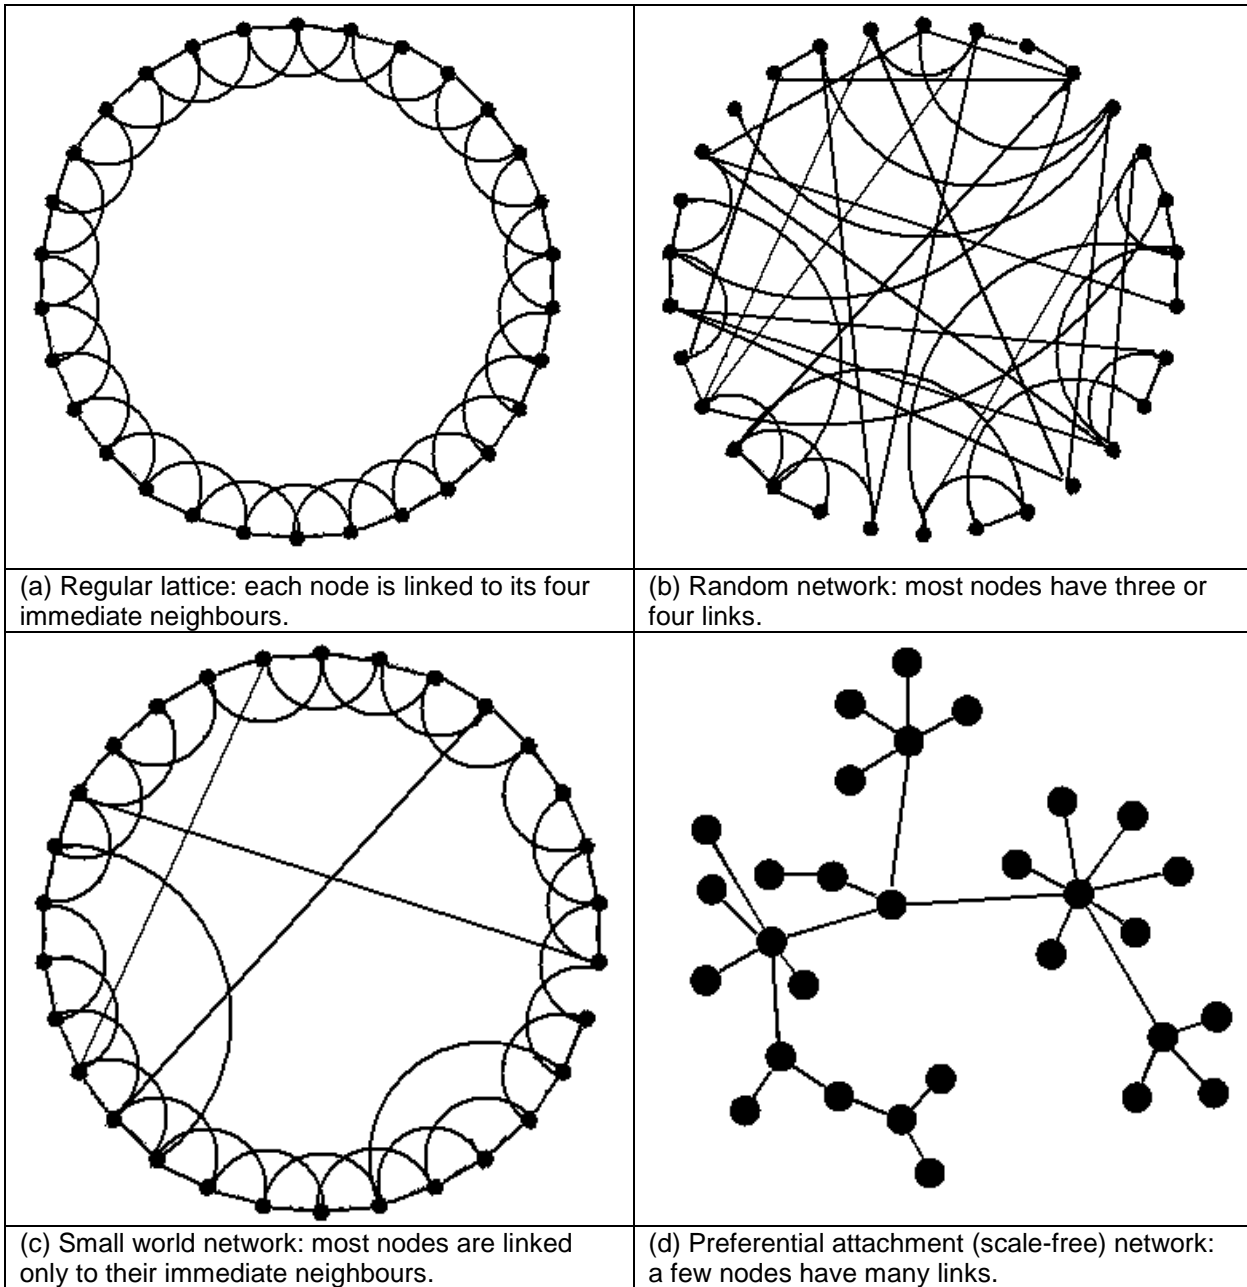 (a) Regular lattice: each node is linked to its four
immediate neighbours.
(b) Random network: most nodes have three or
four links.
(c) Small world network: most nodes are linked
only to their immediate neighbours.
(d) Preferential attachment (scale-free) network:
a few nodes have many links.